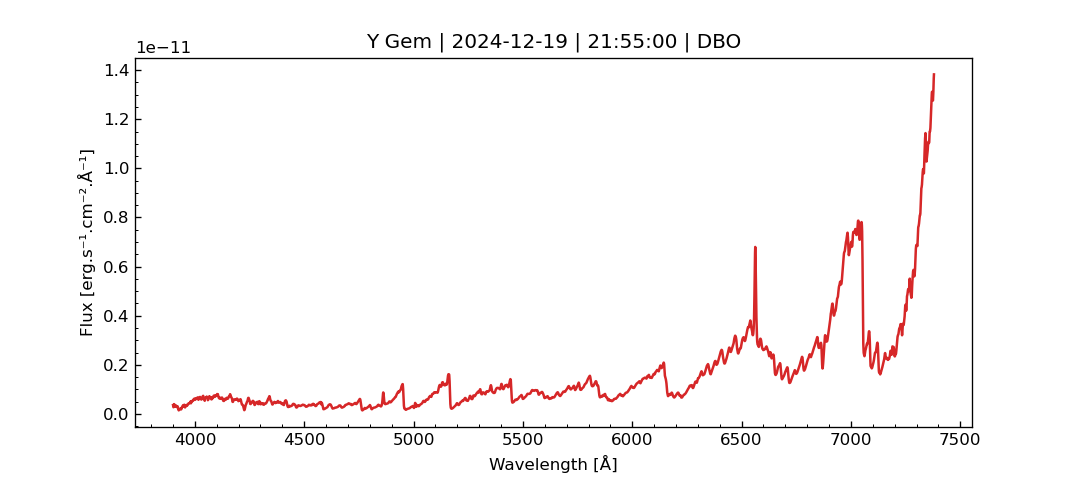 Y Gem | 2024-12-19 | 21:55:00 | DBO
1e−11
1.4
1.2
1.0
0.8
0.6
0.4
0.2
0.0
Flux [erg.s⁻¹.cm⁻².Å⁻¹]
4000 4500 5000 5500 6000 6500 7000 7500
Wavelength [Å]